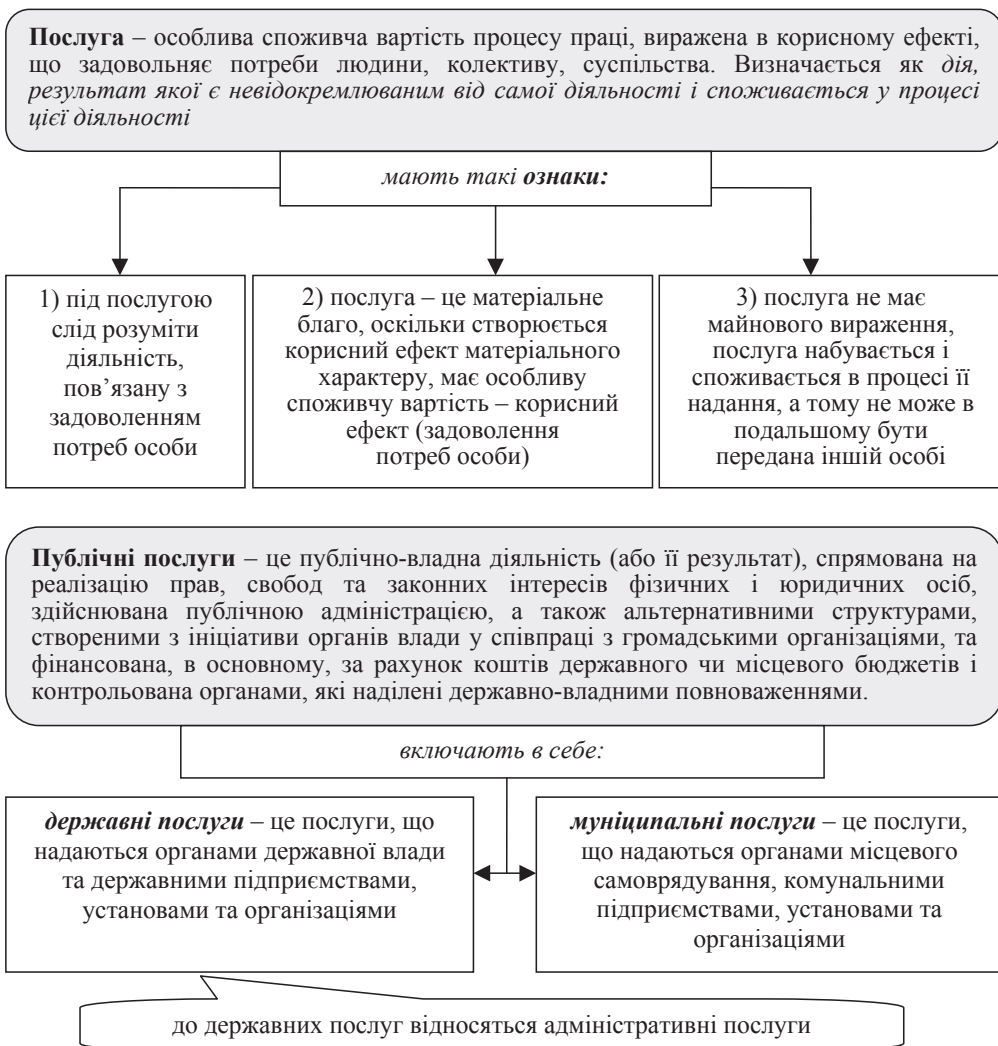 Послуга – особлива споживча вартість процесу праці, виражена в корисному ефекті,
що задовольняє потреби людини, колективу, суспільства. Визначається як дія,
результат якої є невідокремлюваним від самої діяльності і споживається у процесі
цієї діяльності
мають такі ознаки:
1) під послугою
слід розуміти
діяльність,
пов’язану з
задоволенням
потреб особи
2) послуга – це матеріальне
благо, оскільки створюється
корисний ефект матеріального
характеру, має особливу
споживчу вартість – корисний
ефект (задоволення
потреб особи)
3) послуга не має
майнового вираження,
послуга набувається і
споживається в процесі її
надання, а тому не може в
подальшому бути
передана іншій особі
Публічні послуги – це публічно-владна діяльність (або її результат), спрямована на
реалізацію прав, свобод та законних інтересів фізичних і юридичних осіб,
здійснювана публічною адміністрацією, а також альтернативними структурами,
створеними з ініціативи органів влади у співпраці з громадськими організаціями, та
фінансована, в основному, за рахунок коштів державного чи місцевого бюджетів і
контрольована органами, які наділені державно-владними повноваженнями.
включають в себе:
державні послуги – це послуги, що
надаються органами державної влади
та державними підприємствами,
установами та організаціями
муніципальні послуги – це послуги,
що надаються органами місцевого
самоврядування, комунальними
підприємствами, установами та
організаціями
до державних послуг відносяться адміністративні послуги